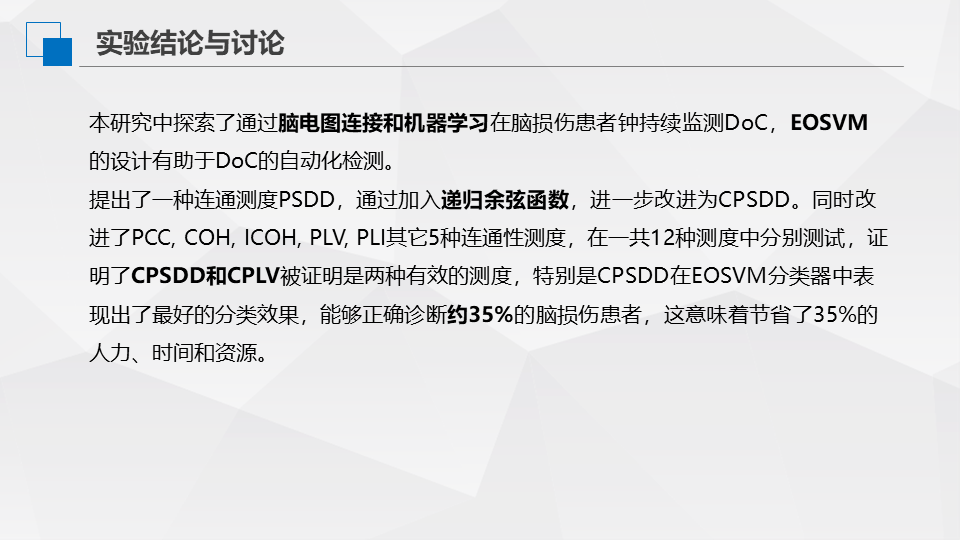 实验结论与讨论
本研究中探索了通过脑电图连接和机器学习在脑损伤患者钟持续监测DoC，EOSVM
的设计有助于DoC的自动化检测。
提出了一种连通测度PSDD，通过加入递归余弦函数，进一步改进为CPSDD。同时改
进了PCC, COH, ICOH, PLV, PLI其它5种连通性测度，在一共12种测度中分别测试，证
明了CPSDD和CPLV被证明是两种有效的测度，特别是CPSDD在EOSVM分类器中表
现出了最好的分类效果，能够正确诊断约35%的脑损伤患者，这意味着节省了35%的
人力、时间和资源。